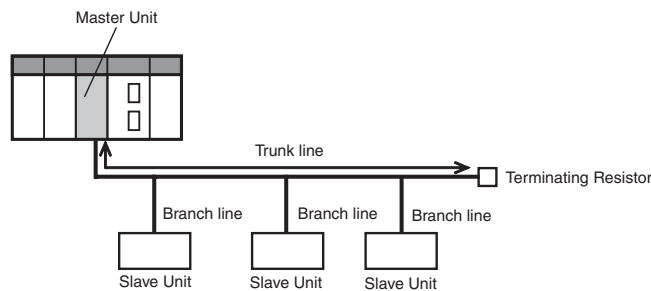 Master Unit
Trunk line
Terminating Resistor
Branch line
Branch line
Branch line
Slave Unit
Slave Unit
Slave Unit